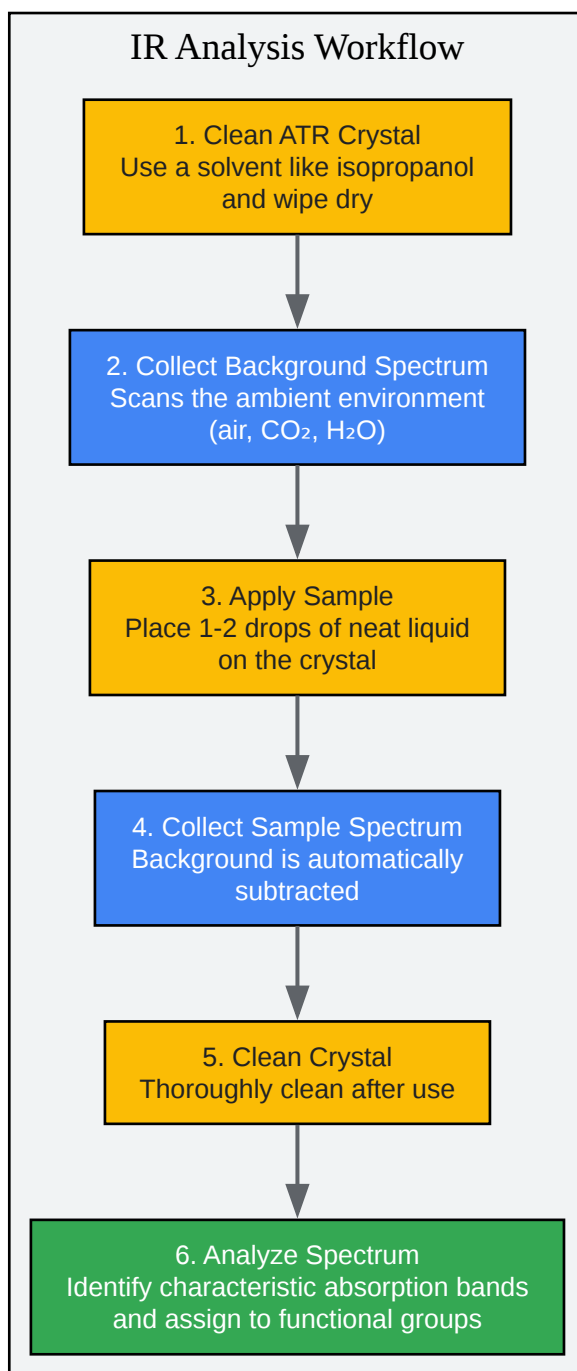 IR Analysis Workflow
1. Clean ATR Crystal
Use a solvent like isopropanol
and wipe dry
2. Collect Background Spectrum
Scans the ambient environment
(air, CO₂, H₂O)
3. Apply Sample
Place 1-2 drops of neat liquid
on the crystal
4. Collect Sample Spectrum
Background is automatically
subtracted
5. Clean Crystal
Thoroughly clean after use
6. Analyze Spectrum
Identify characteristic absorption bands
and assign to functional groups